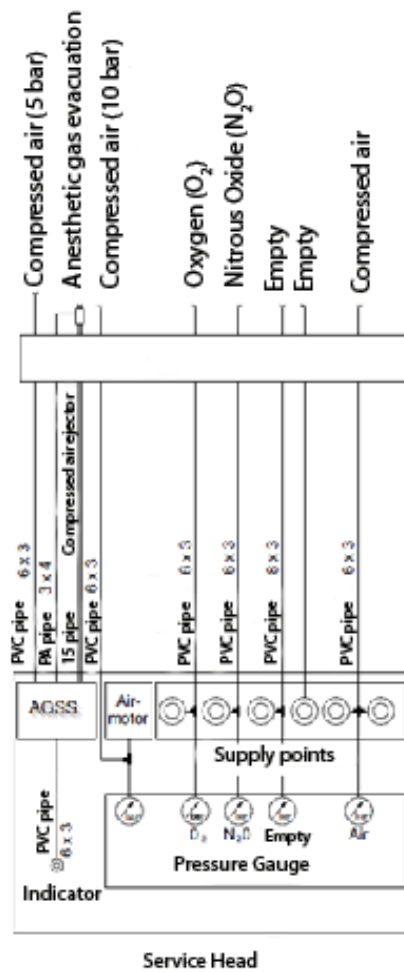 Compressed air (5 bar)
Anesthetic gas evacuation
Compressed air (10 bar)
Oxygen (O₂)
Nitrous Oxide (N₂O)
Empty
Empty
Compressed air
PVC pipe 6 x 3
PA pipe 3 x 4
15 pipe Compressed air ejector
PVC pipe 6 x 3
PVC pipe 6 x 3
PVC pipe 6 x 3
PVC pipe 6 x 3
PVC pipe 6 x 3
AGSS
Air-
motor
Supply points
PVC pipe
6 x 3
Indicator
O₂
N₂O
Empty
Air
Pressure Gauge
Service Head